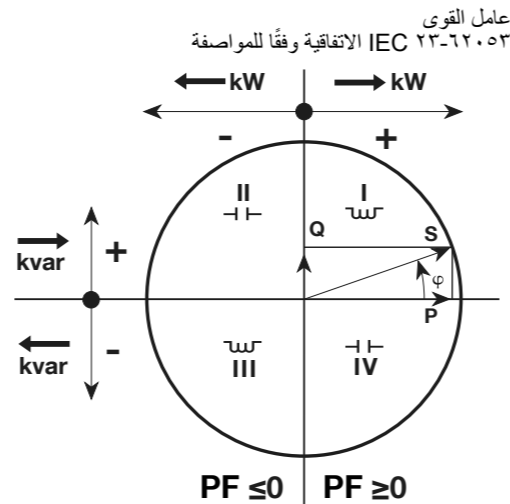 عامل القوى
الاتفاقية وفقًا للمواصفة IEC ٦٢٠٥٣-٢٣
kW kW
- +
II I
Q S
kvar + φ
P
- III IV
kvar
PF ≤0 PF ≥0